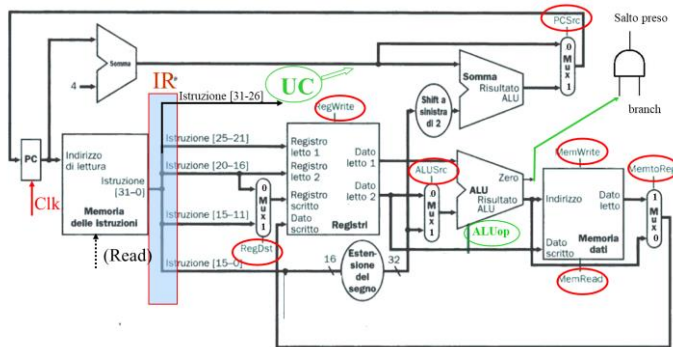 PCSrc
Salto preso
0
Mux
1
4
Somma
IR
UC
Istruzione [31-26]
RegWrite
Shift a
sinistra
di 2
Somma
Risultato
ALU
branch
PC
Indirizzo
di lettura
Istruzione
[31-0]
Memoria
delle istruzioni
Clk
(Read)
Istruzione [25-21]
Istruzione [20-16]
Istruzione [15-11]
Istruzione [15-0]
0
Mux
1
RegDst
Registro
letto 1
Registro
letto 2
Registro
scritto
Dato
scritto
Dato
letto 1
Dato
letto 2
Registri
ALUSrc
0
Mux
1
Zero
ALU
Risultato
ALU
ALUop
MemWrite
MemtoReg
Indirizzo
Dato
letto
Dato
scritto
Memoria
dati
MemRead
1
Mux
0
16
Esten-
sione
del
segno
32